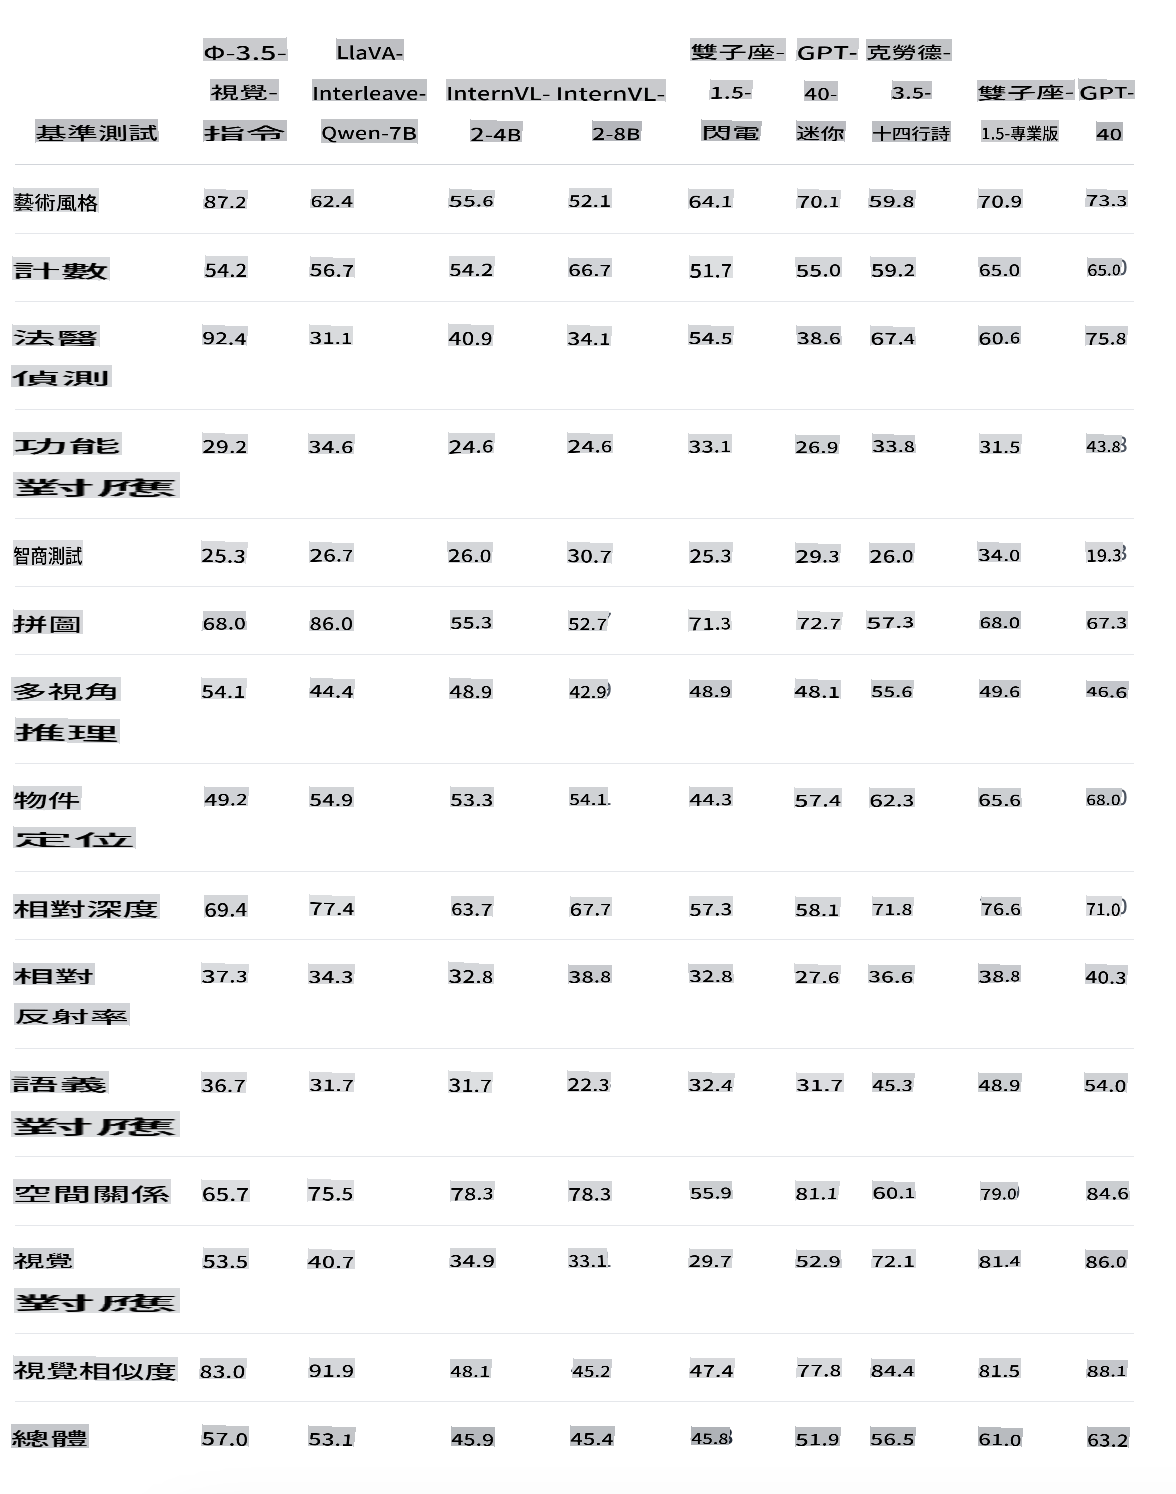 Φ-3.5- LlaVA- 雙子座- GPT- 克勞德-
視覺- Interleave- InternVL- InternVL- 1.5- 40- 3.5- 雙子座- GPT-
基準測試 指令 Qwen-7B 2-4B 2-8B 閃電 迷你 十四行詩 1.5-專業版 40
藝術風格 87.2 62.4 55.6 52.1 64.1 70.1 59.8 70.9 73.3
計數 54.2 56.7 54.2 66.7 51.7 55.0 59.2 65.0 65.0
法醫 92.4 31.1 40.9 34.1 54.5 38.6 67.4 60.6 75.8
偵測
功能 29.2 34.6 24.6 24.6 33.1 26.9 33.8 31.5 43.8
對應
智商測試 25.3 26.7 26.0 30.7 25.3 29.3 26.0 34.0 19.3
拼圖 68.0 86.0 55.3 52.7 71.3 72.7 57.3 68.0 67.3
多視角 54.1 44.4 48.9 42.9 48.9 48.1 55.6 49.6 46.6
推理
物件 49.2 54.9 53.3 54.1 44.3 57.4 62.3 65.6 68.0
定位
相對深度 69.4 77.4 63.7 67.7 57.3 58.1 71.8 76.6 71.0
相對 37.3 34.3 32.8 38.8 32.8 27.6 36.6 38.8 40.3
反射率
語義 36.7 31.7 31.7 22.3 32.4 31.7 45.3 48.9 54.0
對應
空間關係 65.7 75.5 78.3 78.3 55.9 81.1 60.1 79.0 84.6
視覺 53.5 40.7 34.9 33.1 29.7 52.9 72.1 81.4 86.0
對應
視覺相似度 83.0 91.9 48.1 45.2 47.4 77.8 84.4 81.5 88.1
總體 57.0 53.1 45.9 45.4 45.8 51.9 56.5 61.0 63.2